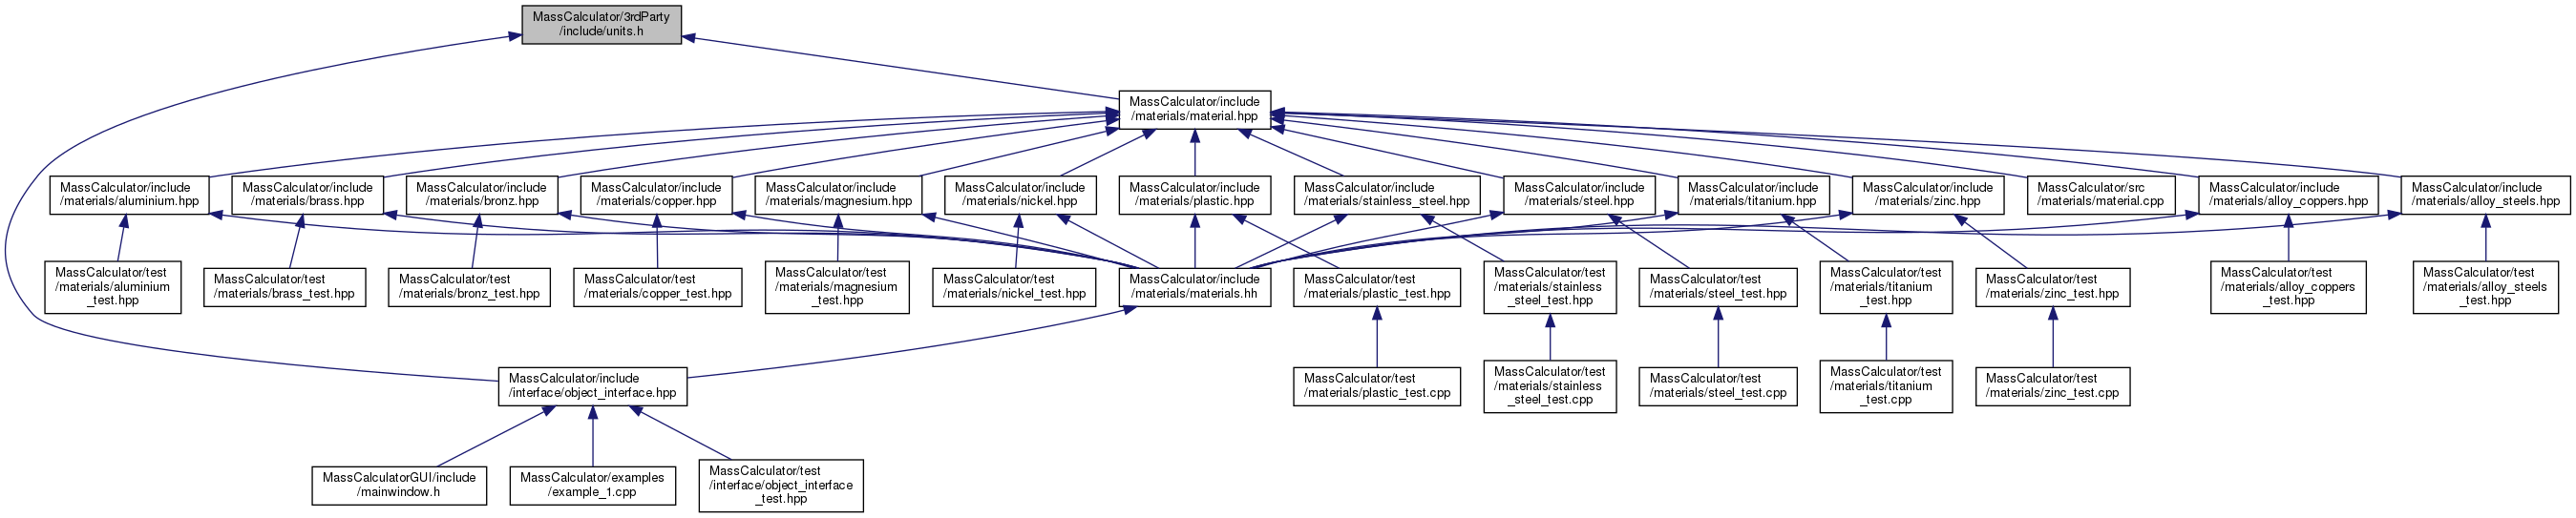 MassCalculator/3rdParty
/include/units.h
MassCalculator/include
/materials/material.hpp
MassCalculator/include
/materials/aluminium.hpp
MassCalculator/include
/materials/brass.hpp
MassCalculator/include
/materials/bronz.hpp
MassCalculator/include
/materials/copper.hpp
MassCalculator/include
/materials/magnesium.hpp
MassCalculator/include
/materials/nickel.hpp
MassCalculator/include
/materials/plastic.hpp
MassCalculator/include
/materials/stainless_steel.hpp
MassCalculator/include
/materials/steel.hpp
MassCalculator/include
/materials/titanium.hpp
MassCalculator/include
/materials/zinc.hpp
MassCalculator/src
/materials/material.cpp
MassCalculator/include
/materials/alloy_coppers.hpp
MassCalculator/include
/materials/alloy_steels.hpp
MassCalculator/test
/materials/aluminium
_test.hpp
MassCalculator/test
/materials/brass_test.hpp
MassCalculator/test
/materials/bronz_test.hpp
MassCalculator/test
/materials/copper_test.hpp
MassCalculator/test
/materials/magnesium
_test.hpp
MassCalculator/test
/materials/nickel_test.hpp
MassCalculator/include
/materials/materials.hh
MassCalculator/test
/materials/plastic_test.hpp
MassCalculator/test
/materials/stainless
_steel_test.hpp
MassCalculator/test
/materials/steel_test.hpp
MassCalculator/test
/materials/titanium
_test.hpp
MassCalculator/test
/materials/zinc_test.hpp
MassCalculator/test
/materials/alloy_coppers
_test.hpp
MassCalculator/test
/materials/alloy_steels
_test.hpp
MassCalculator/include
/interface/object_interface.hpp
MassCalculator/test
/materials/plastic_test.cpp
MassCalculator/test
/materials/stainless
_steel_test.cpp
MassCalculator/test
/materials/steel_test.cpp
MassCalculator/test
/materials/titanium
_test.cpp
MassCalculator/test
/materials/zinc_test.cpp
MassCalculatorGUI/include
/mainwindow.h
MassCalculator/examples
/example_1.cpp
MassCalculator/test
/interface/object_interface
_test.hpp